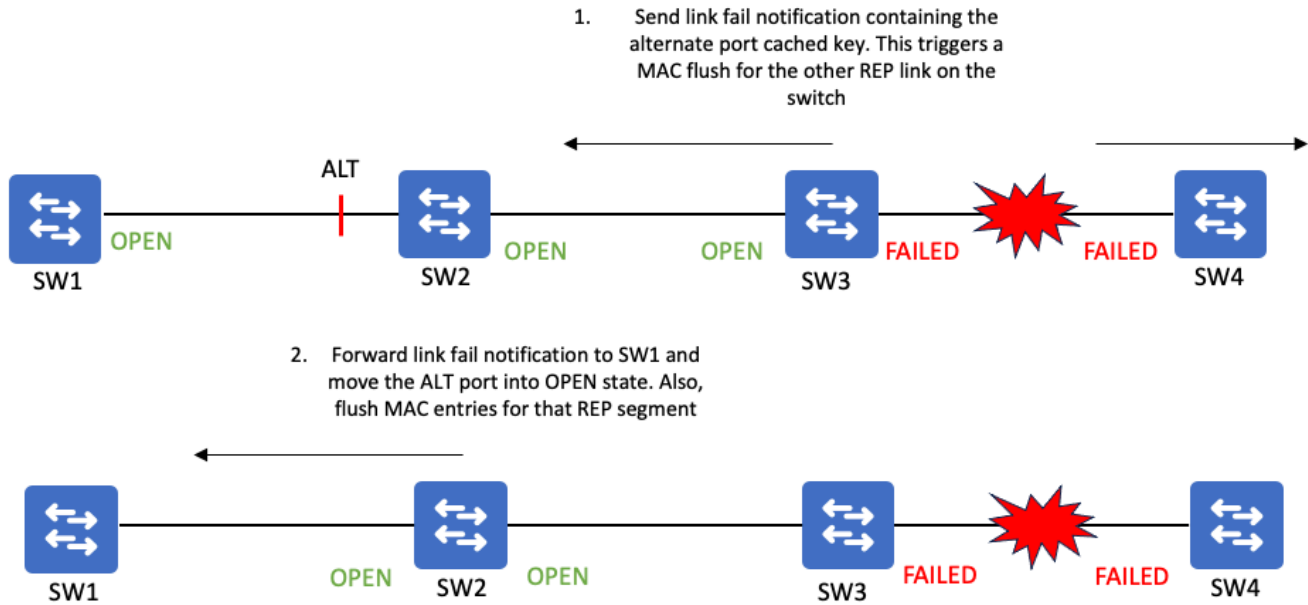 1. Send link fail notification containing the
alternate port cached key. This triggers a
MAC flush for the other REP link on the
switch
ALT
OPEN
OPEN
OPEN
FAILED
FAILED
SW1
SW2
SW3
SW4
2. Forward link fail notification to SW1 and
move the ALT port into OPEN state. Also,
flush MAC entries for that REP segment
OPEN
OPEN
FAILED
FAILED
SW1
SW2
SW3
SW4